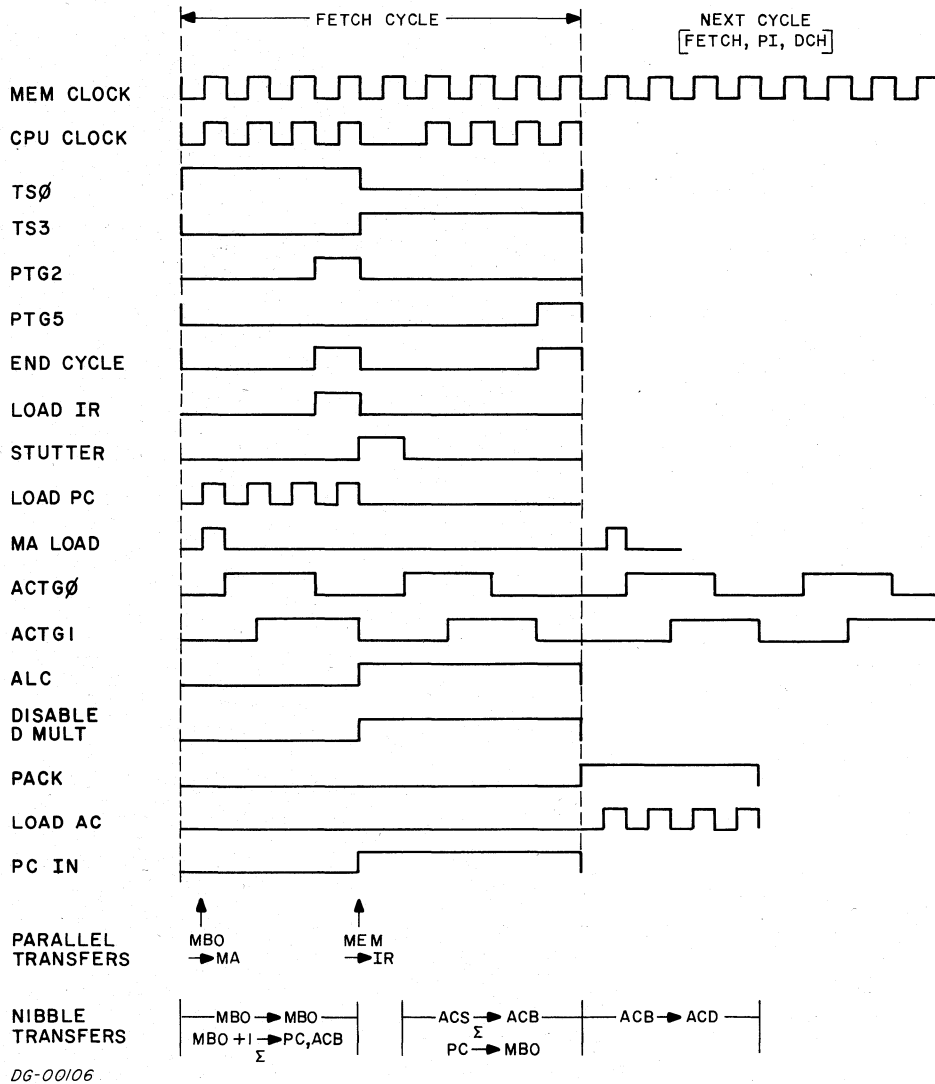 FETCH CYCLE
NEXT CYCLE
[FETCH, PI, DCH]
MEM CLOCK
CPU CLOCK
TSØ
TS3
PTG2
PTG5
END CYCLE
LOAD IR
STUTTER
LOAD PC
MA LOAD
ACTGØ
ACTG1
ALC
DISABLE
D MULT
PACK
LOAD AC
PC IN
PARALLEL
TRANSFERS
MBO
→MA
MEM
→IR
NIBBLE
TRANSFERS
MBO→MBO
MBO+1→PC,ACB
Σ
ACS→ACB
Σ
PC→MBO
ACB→ACD
DG-00106